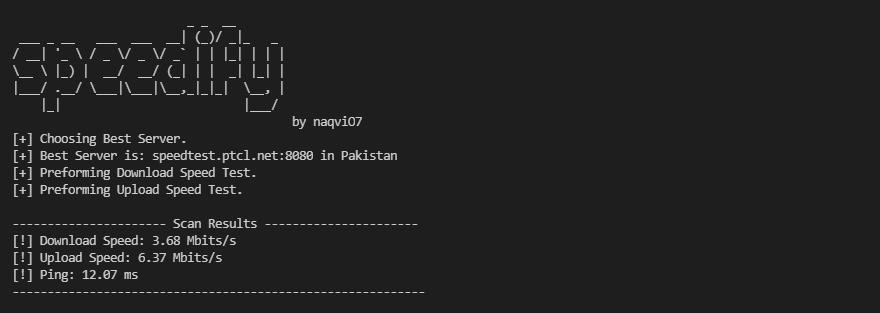 speedify
by naqvi07
[+] Choosing Best Server.
[+] Best Server is: speedtest.ptcl.net:8080 in Pakistan
[+] Preforming Download Speed Test.
[+] Preforming Upload Speed Test.
--------------------- Scan Results ---------------------
[!] Download Speed: 3.68 Mbits/s
[!] Upload Speed: 6.37 Mbits/s
[!] Ping: 12.07 ms
-----------------------------------------------------------